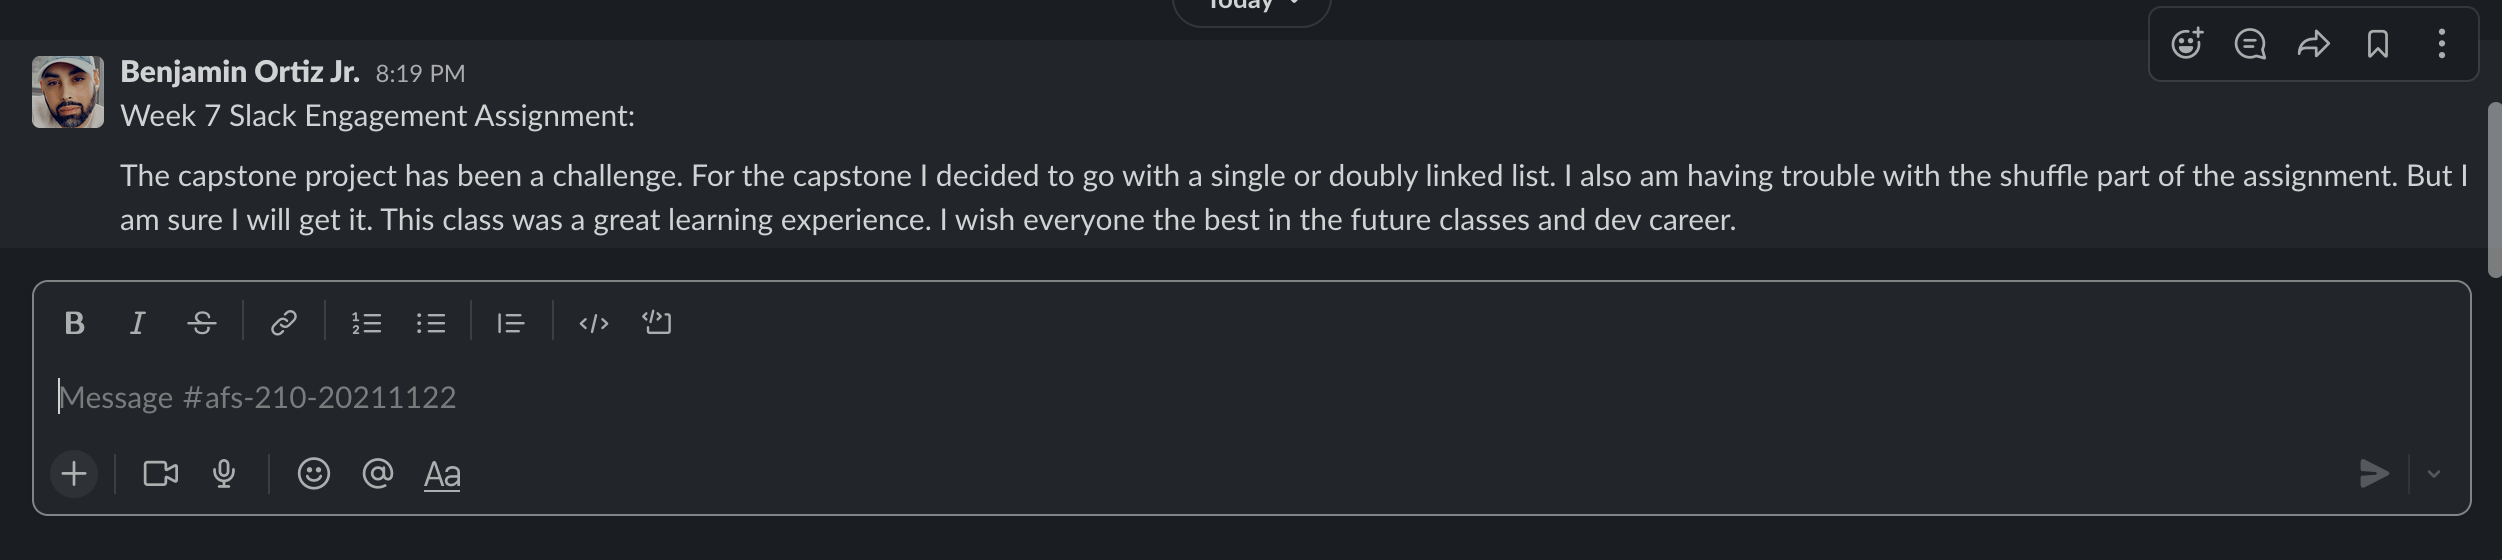 Today
Benjamin Ortiz Jr. 8:19 PM
Week 7 Slack Engagement Assignment:
The capstone project has been a challenge. For the capstone I decided to go with a single or doubly linked list. I also am having trouble with the shuffle part of the assignment. But I
am sure I will get it. This class was a great learning experience. I wish everyone the best in the future classes and dev career.
B I S
Message #afs-210-20211122
Aa